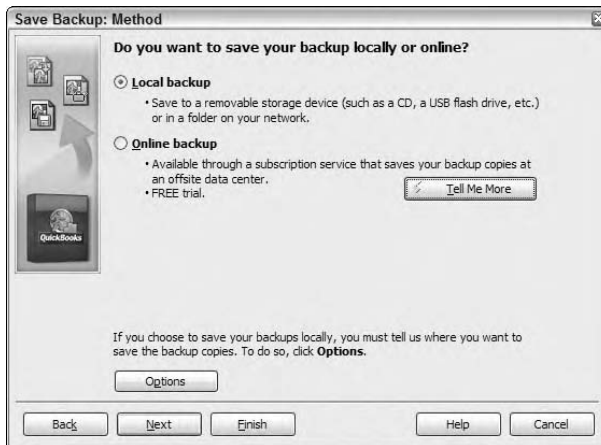 Save Backup: Method
Do you want to save your backup locally or online?
Local backup
• Save to a removable storage device (such as a CD, a USB flash drive, etc.)
or in a folder on your network.
Online backup
• Available through a subscription service that saves your backup copies at
an offsite data center.
• FREE trial.
Tell Me More
QuickBooks
If you choose to save your backups locally, you must tell us where you want to
save the backup copies. To do so, click Options.
Options
Back
Next
Finish
Help
Cancel